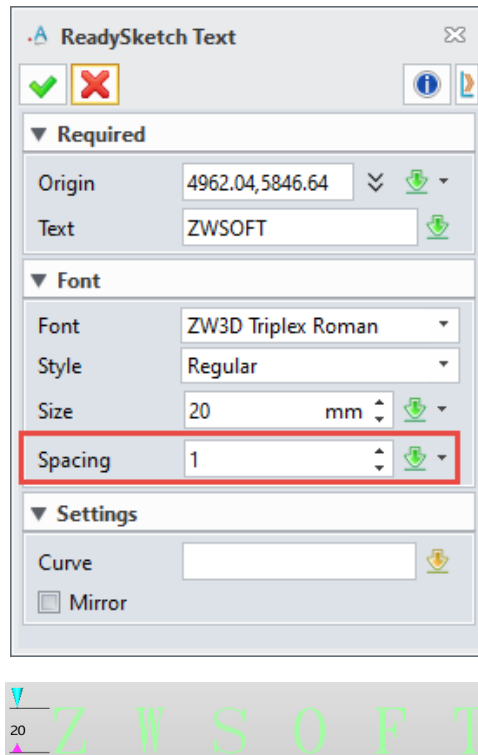 ReadySketch Text
Required
Origin 4962.04,5846.64
Text ZWSOFT
Font
Font ZW3D Triplex Roman
Style Regular
Size 20 mm
Spacing 1
Settings
Curve
Mirror
20 Z W S O F T